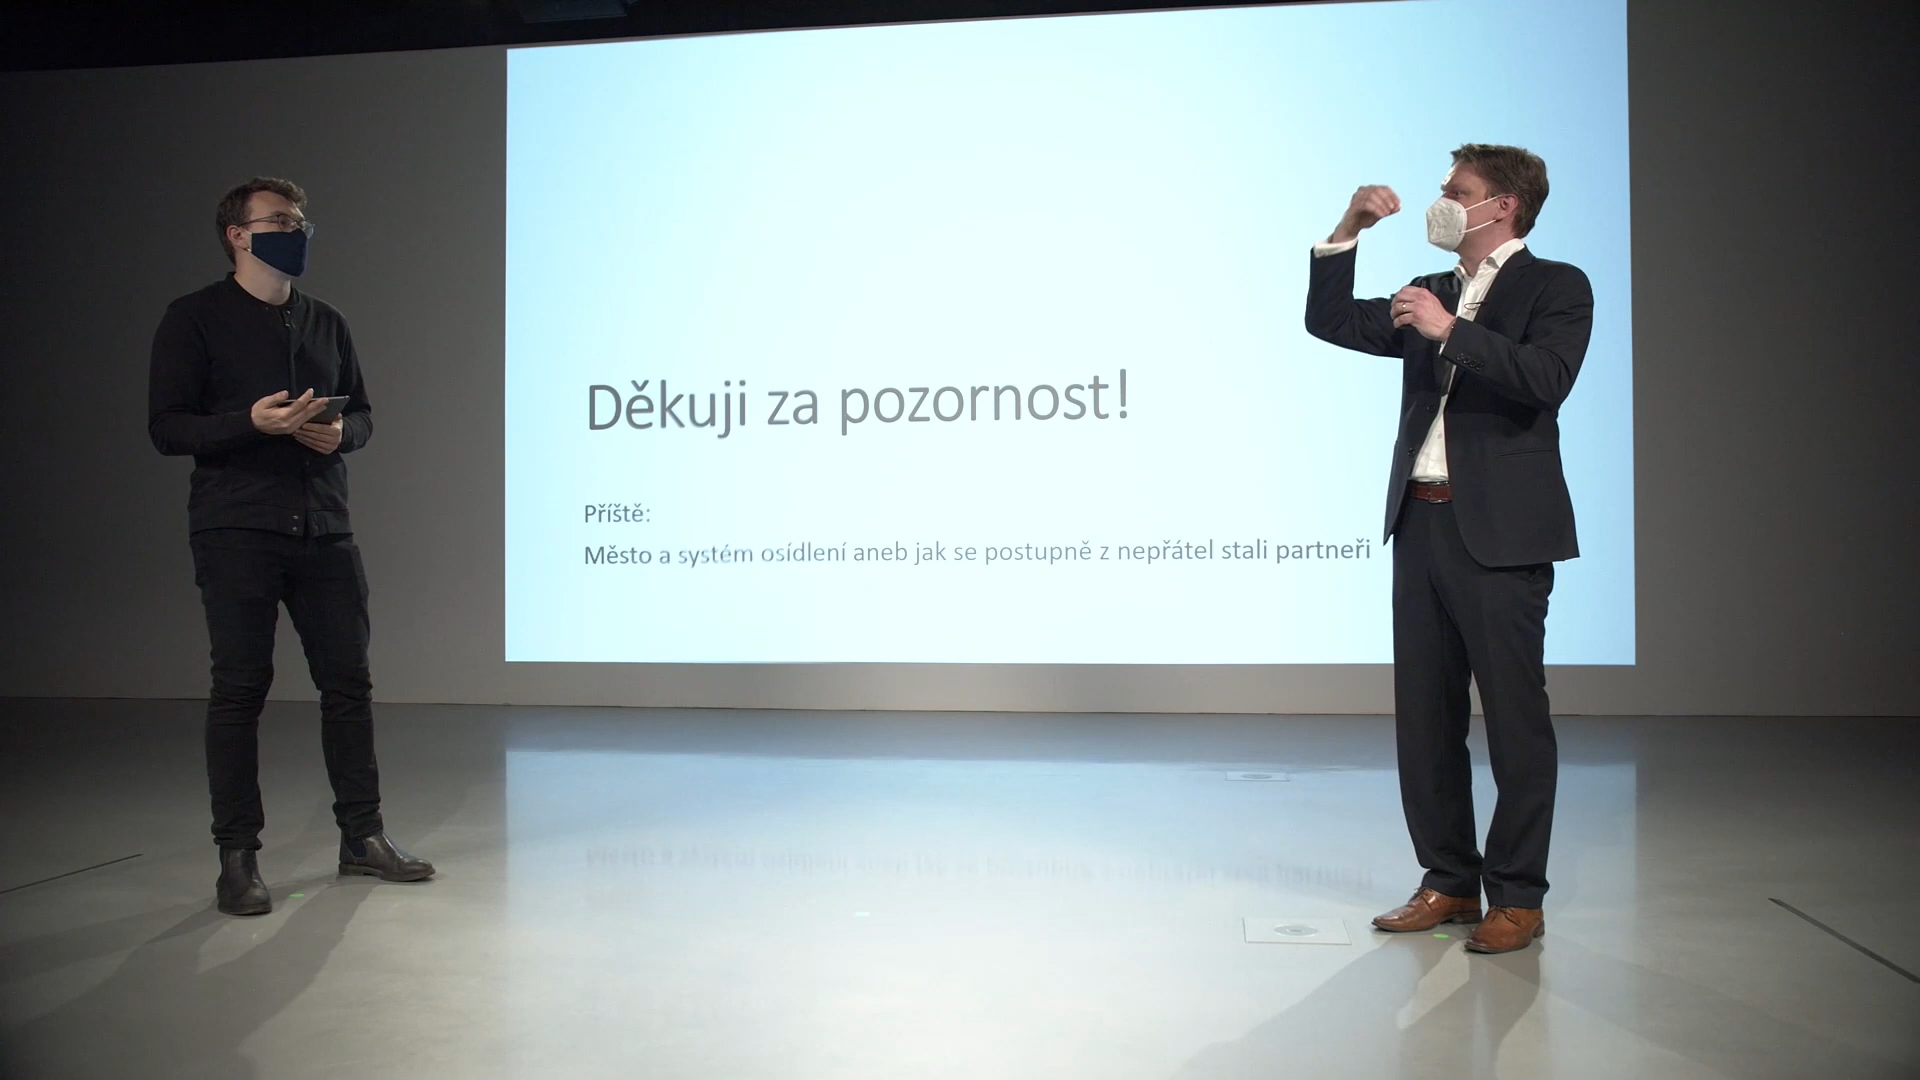 Děkuji za pozornost!
Příště:
Město a systém osídlení aneb jak se postupně z nepřátel stali partneři